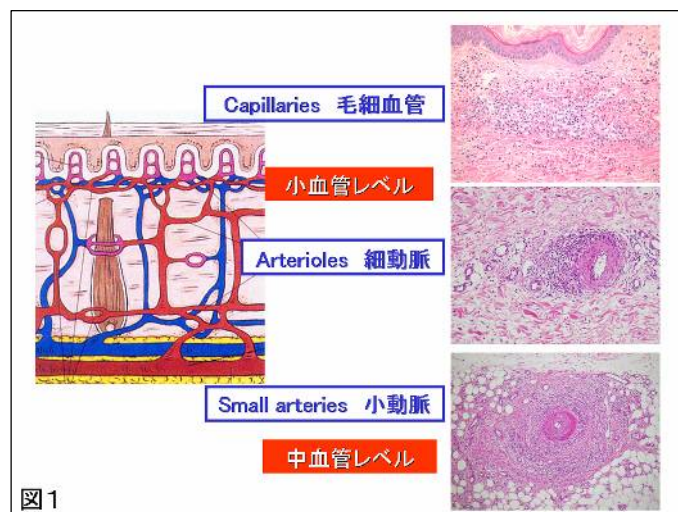 Capillaries 毛細血管
小血管レベル
Arterioles 細動脈
Small arteries 小動脈
中血管レベル
図1